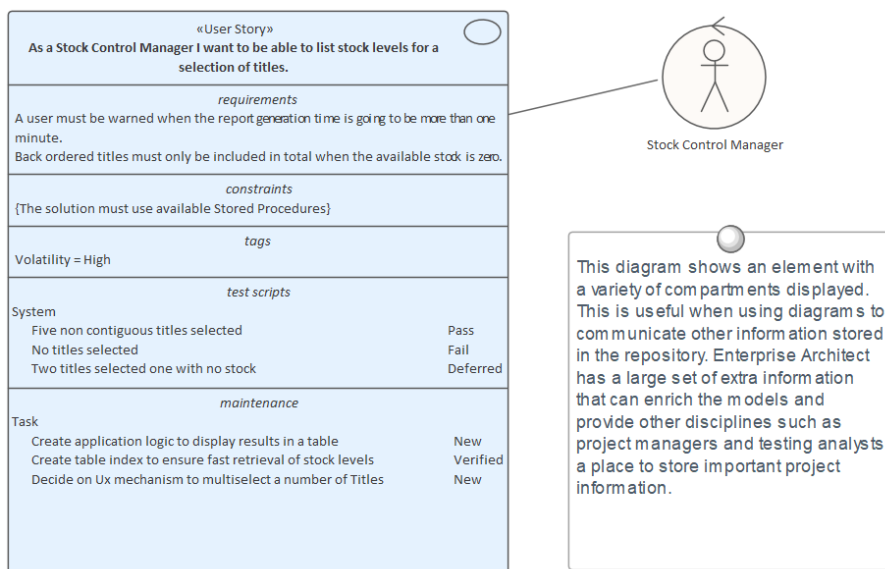 «User Story»
As a Stock Control Manager I want to be able to list stock levels for a
selection of titles.
requirements
A user must be warned when the report generation time is going to be more than one
minute.
Back ordered titles must only be included in total when the available stock is zero.
constraints
{The solution must use available Stored Procedures}
tags
Volatility = High
test scripts
System
Five non contiguous titles selected Pass
No titles selected Fail
Two titles selected one with no stock Deferred
maintenance
Task
Create application logic to display results in a table New
Create table index to ensure fast retrieval of stock levels Verified
Decide on Ux mechanism to multiselect a number of Titles New
Stock Control Manager
This diagram shows an element with
a variety of compartments displayed.
This is useful when using diagrams to
communicate other information stored
in the repository. Enterprise Architect
has a large set of extra information
that can enrich the models and
provide other disciplines such as
project managers and testing analysts
a place to store important project
information.